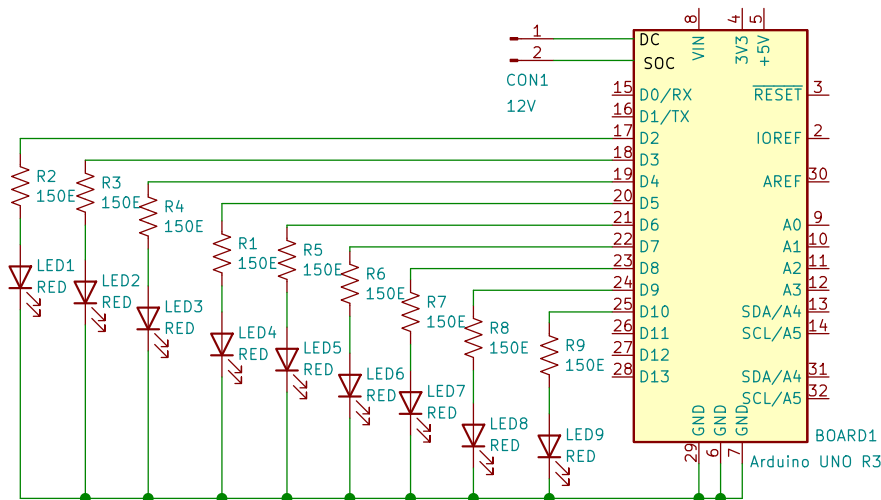 8
4
5
1
DC
2
SOC
VIN
3V3
+5V
CON1
12V
15 D0/RX
RESET 3
16 D1/TX
17 D2
IOREF 2
18 D3
19 D4
AREF 30
20 D5
21 D6
A0 9
22 D7
A1 10
23 D8
A2 11
24 D9
A3 12
25 D10
SDA/A4 13
26 D11
SCL/A5 14
27 D12
28 D13
SDA/A4 31
SCL/A5 32
GND
GND
GND
29
6
7
BOARD1
Arduino UNO R3
R2
150E
R3
150E
R4
150E
R1
150E
R5
150E
R6
150E
R7
150E
R8
150E
R9
150E
LED1
RED
LED2
RED
LED3
RED
LED4
RED
LED5
RED
LED6
RED
LED7
RED
LED8
RED
LED9
RED